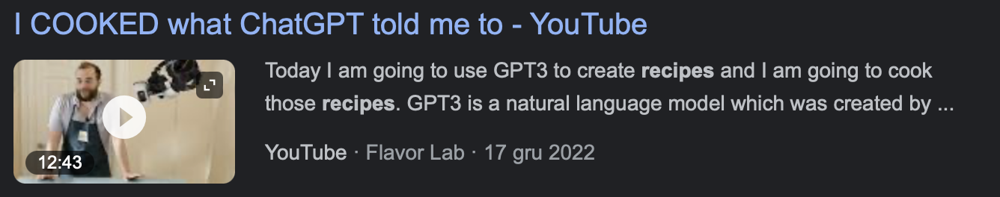 I COOKED what ChatGPT told me to - YouTube
Today I am going to use GPT3 to create recipes and I am going to cook
those recipes. GPT3 is a natural language model which was created by ...
12:43
YouTube · Flavor Lab · 17 gru 2022